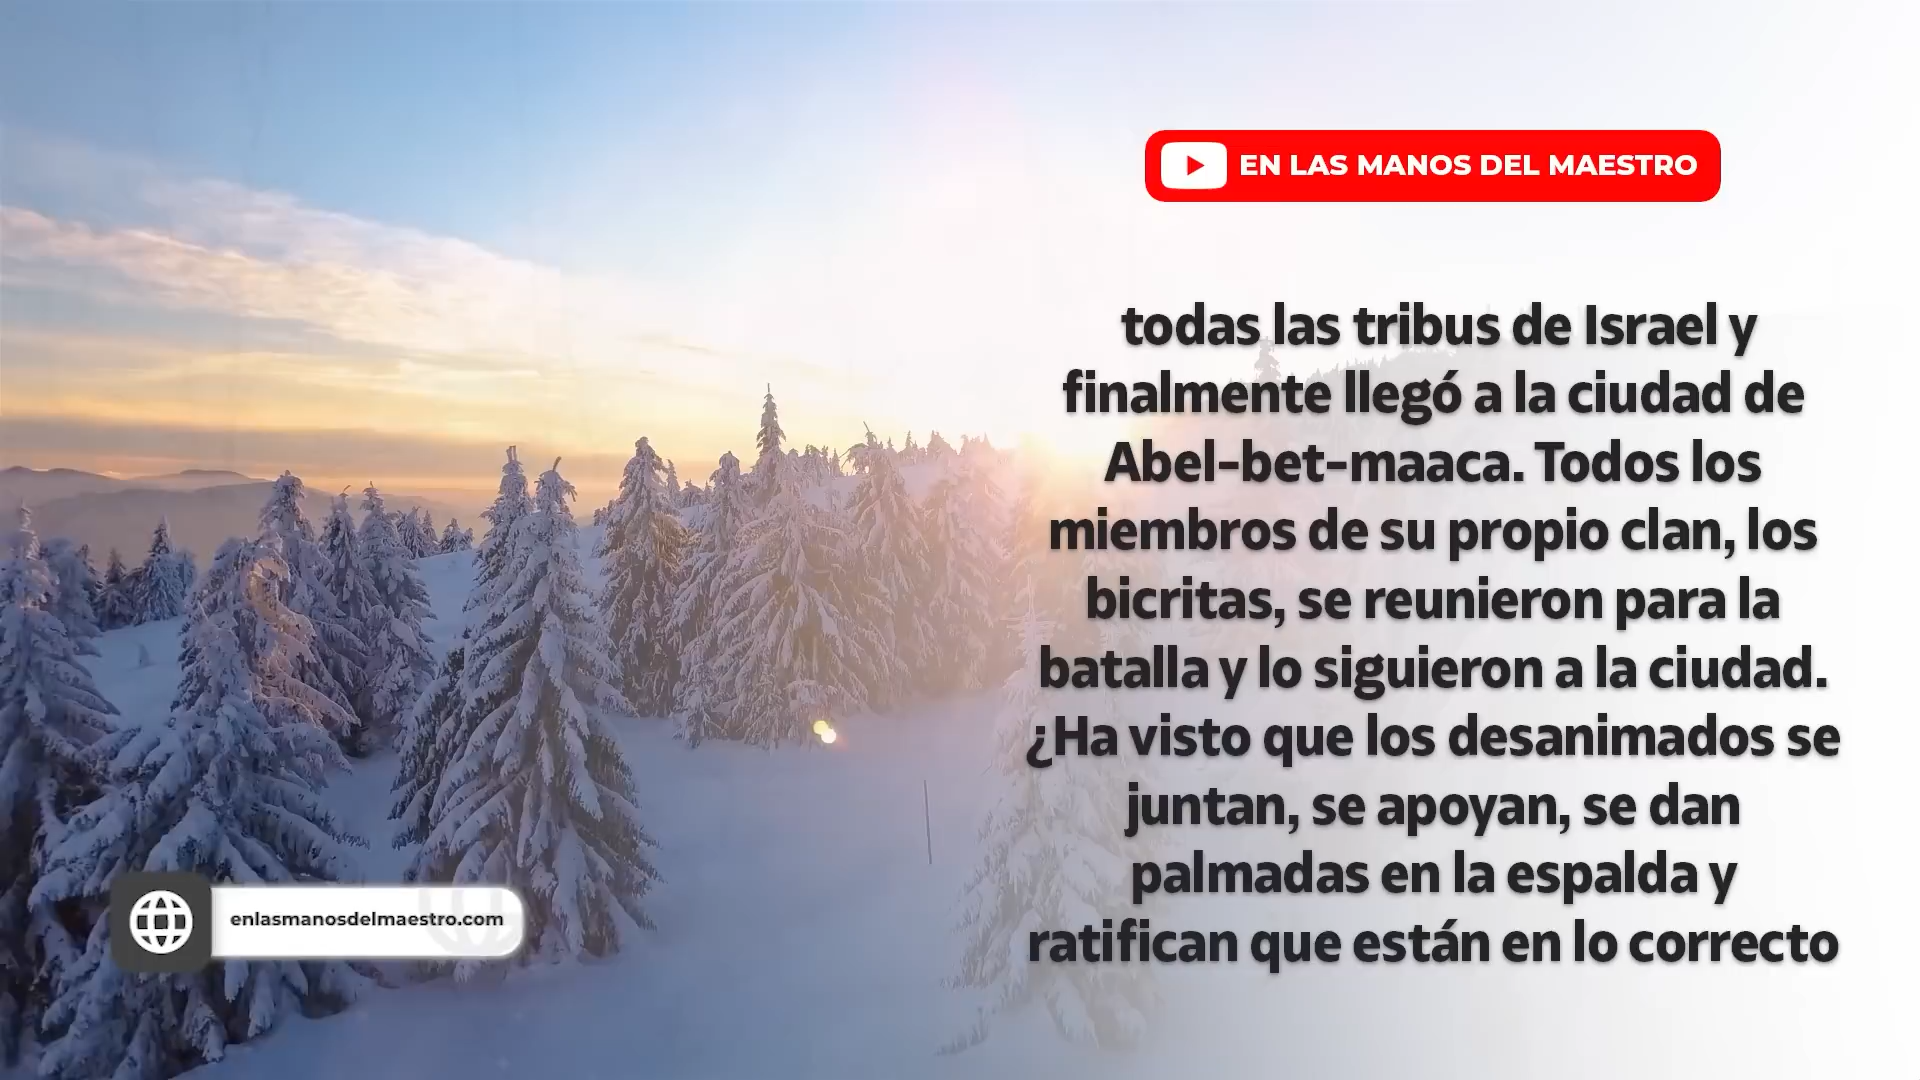 EN LAS MANOS DEL MAESTRO
todas las tribus de Israel y
finalmente llegó a la ciudad de
Abel-bet-maaca. Todos los
miembros de su propio clan, los
bicritas, se reunieron para la
batalla y lo siguieron a la ciudad.
¿Ha visto que los desanimados se
juntan, se apoyan, se dan
palmadas en la espalda y
ratifican que están en lo correcto
enlasmanosdelmaestro.com